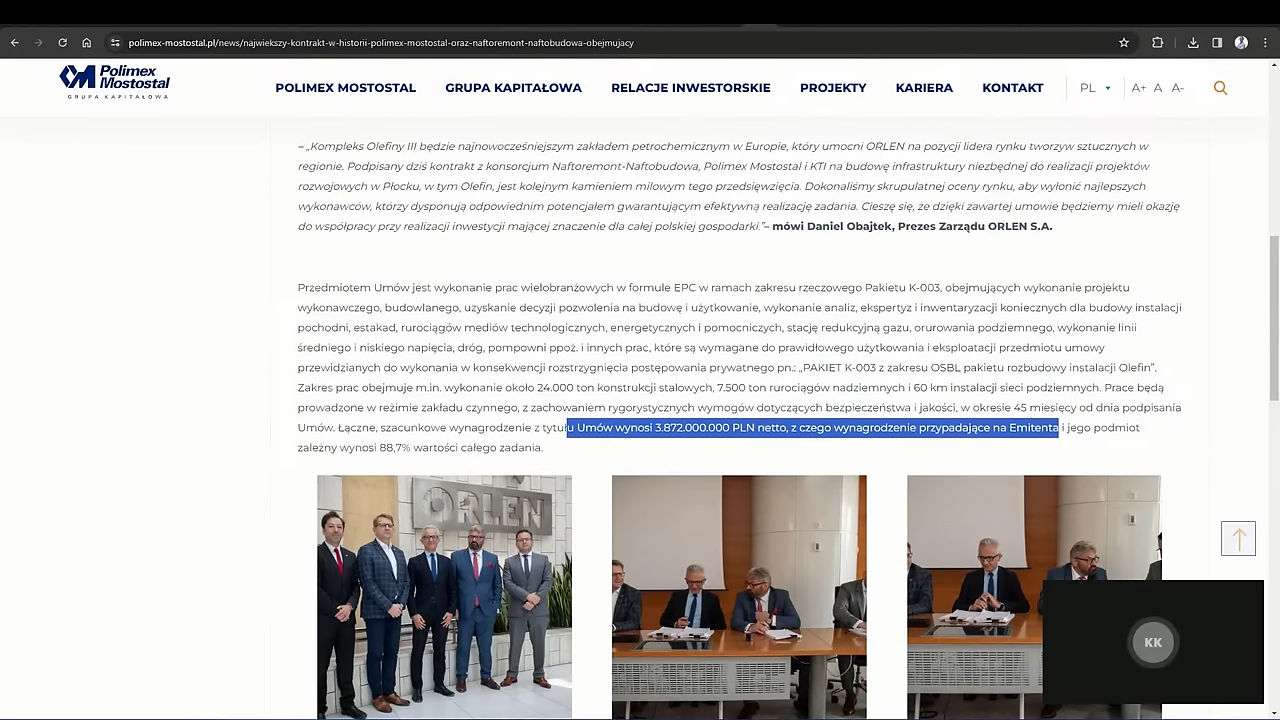 polimex-mostostal.pl/news/najwiekszy-kontrakt-w-historii-polimex-mostostal-oraz-naftoremont-naftobudowa-obejmujacy
Polimex
Mostostal
GRUPA KAPITAŁOWA
POLIMEX MOSTOSTAL GRUPA KAPITAŁOWA RELACJE INWESTORSKIE PROJEKTY KARIERA KONTAKT PL A+ A A-
– „Kompleks Olefiny III będzie najnowocześniejszym zakładem petrochemicznym w Europie, który umocni ORLEN na pozycji lidera rynku tworzyw sztucznych w
regionie. Podpisany dziś kontrakt z konsorcjum Naftoremont-Naftobudowa, Polimex Mostostal i KTI na budowę infrastruktury niezbędnej do realizacji projektów
rozwojowych w Płocku, w tym Olefin, jest kolejnym kamieniem milowym tego przedsięwzięcia. Dokonaliśmy skrupulatnej oceny rynku, aby wyłonić najlepszych
wykonawców, którzy dysponują odpowiednim potencjałem gwarantującym efektywną realizację zadania. Cieszę się, że dzięki zawartej umowie będziemy mieli okazję
do współpracy przy realizacji inwestycji mającej znaczenie dla całej polskiej gospodarki.”– mówi Daniel Obajtek, Prezes Zarządu ORLEN S.A.
Przedmiotem Umów jest wykonanie prac wielobranżowych w formule EPC w ramach zakresu rzeczowego Pakietu K-003, obejmujących wykonanie projektu
wykonawczego, budowlanego, uzyskanie decyzji pozwolenia na budowę i użytkowanie, wykonanie analiz, ekspertyz i inwentaryzacji koniecznych dla budowy instalacji
pochodni, estakad, rurociągów mediów technologicznych, energetycznych i pomocniczych, stację redukcyjną gazu, orurowania podziemnego, wykonanie linii
średniego i niskiego napięcia, dróg, pompowni ppoż. i innych prac, które są wymagane do prawidłowego użytkowania i eksploatacji przedmiotu umowy
przewidzianych do wykonania w konsekwencji rozstrzygnięcia postępowania prywatnego pn.: „PAKIET K-003 z zakresu OSBL pakietu rozbudowy instalacji Olefin”.
Zakres prac obejmuje m.in. wykonanie około 24.000 ton konstrukcji stalowych, 7.500 ton rurociągów nadziemnych i 60 km instalacji sieci podziemnych. Prace będą
prowadzone w reżimie zakładu czynnego, z zachowaniem rygorystycznych wymogów dotyczących bezpieczeństwa i jakości, w okresie 45 miesięcy od dnia podpisania
Umów. Łączne, szacunkowe wynagrodzenie z tytułu Umów wynosi 3.872.000.000 PLN netto, z czego wynagrodzenie przypadające na Emitenta i jego podmiot
zależny wynosi 88,7% wartości całego zadania.
ORLEN
KK